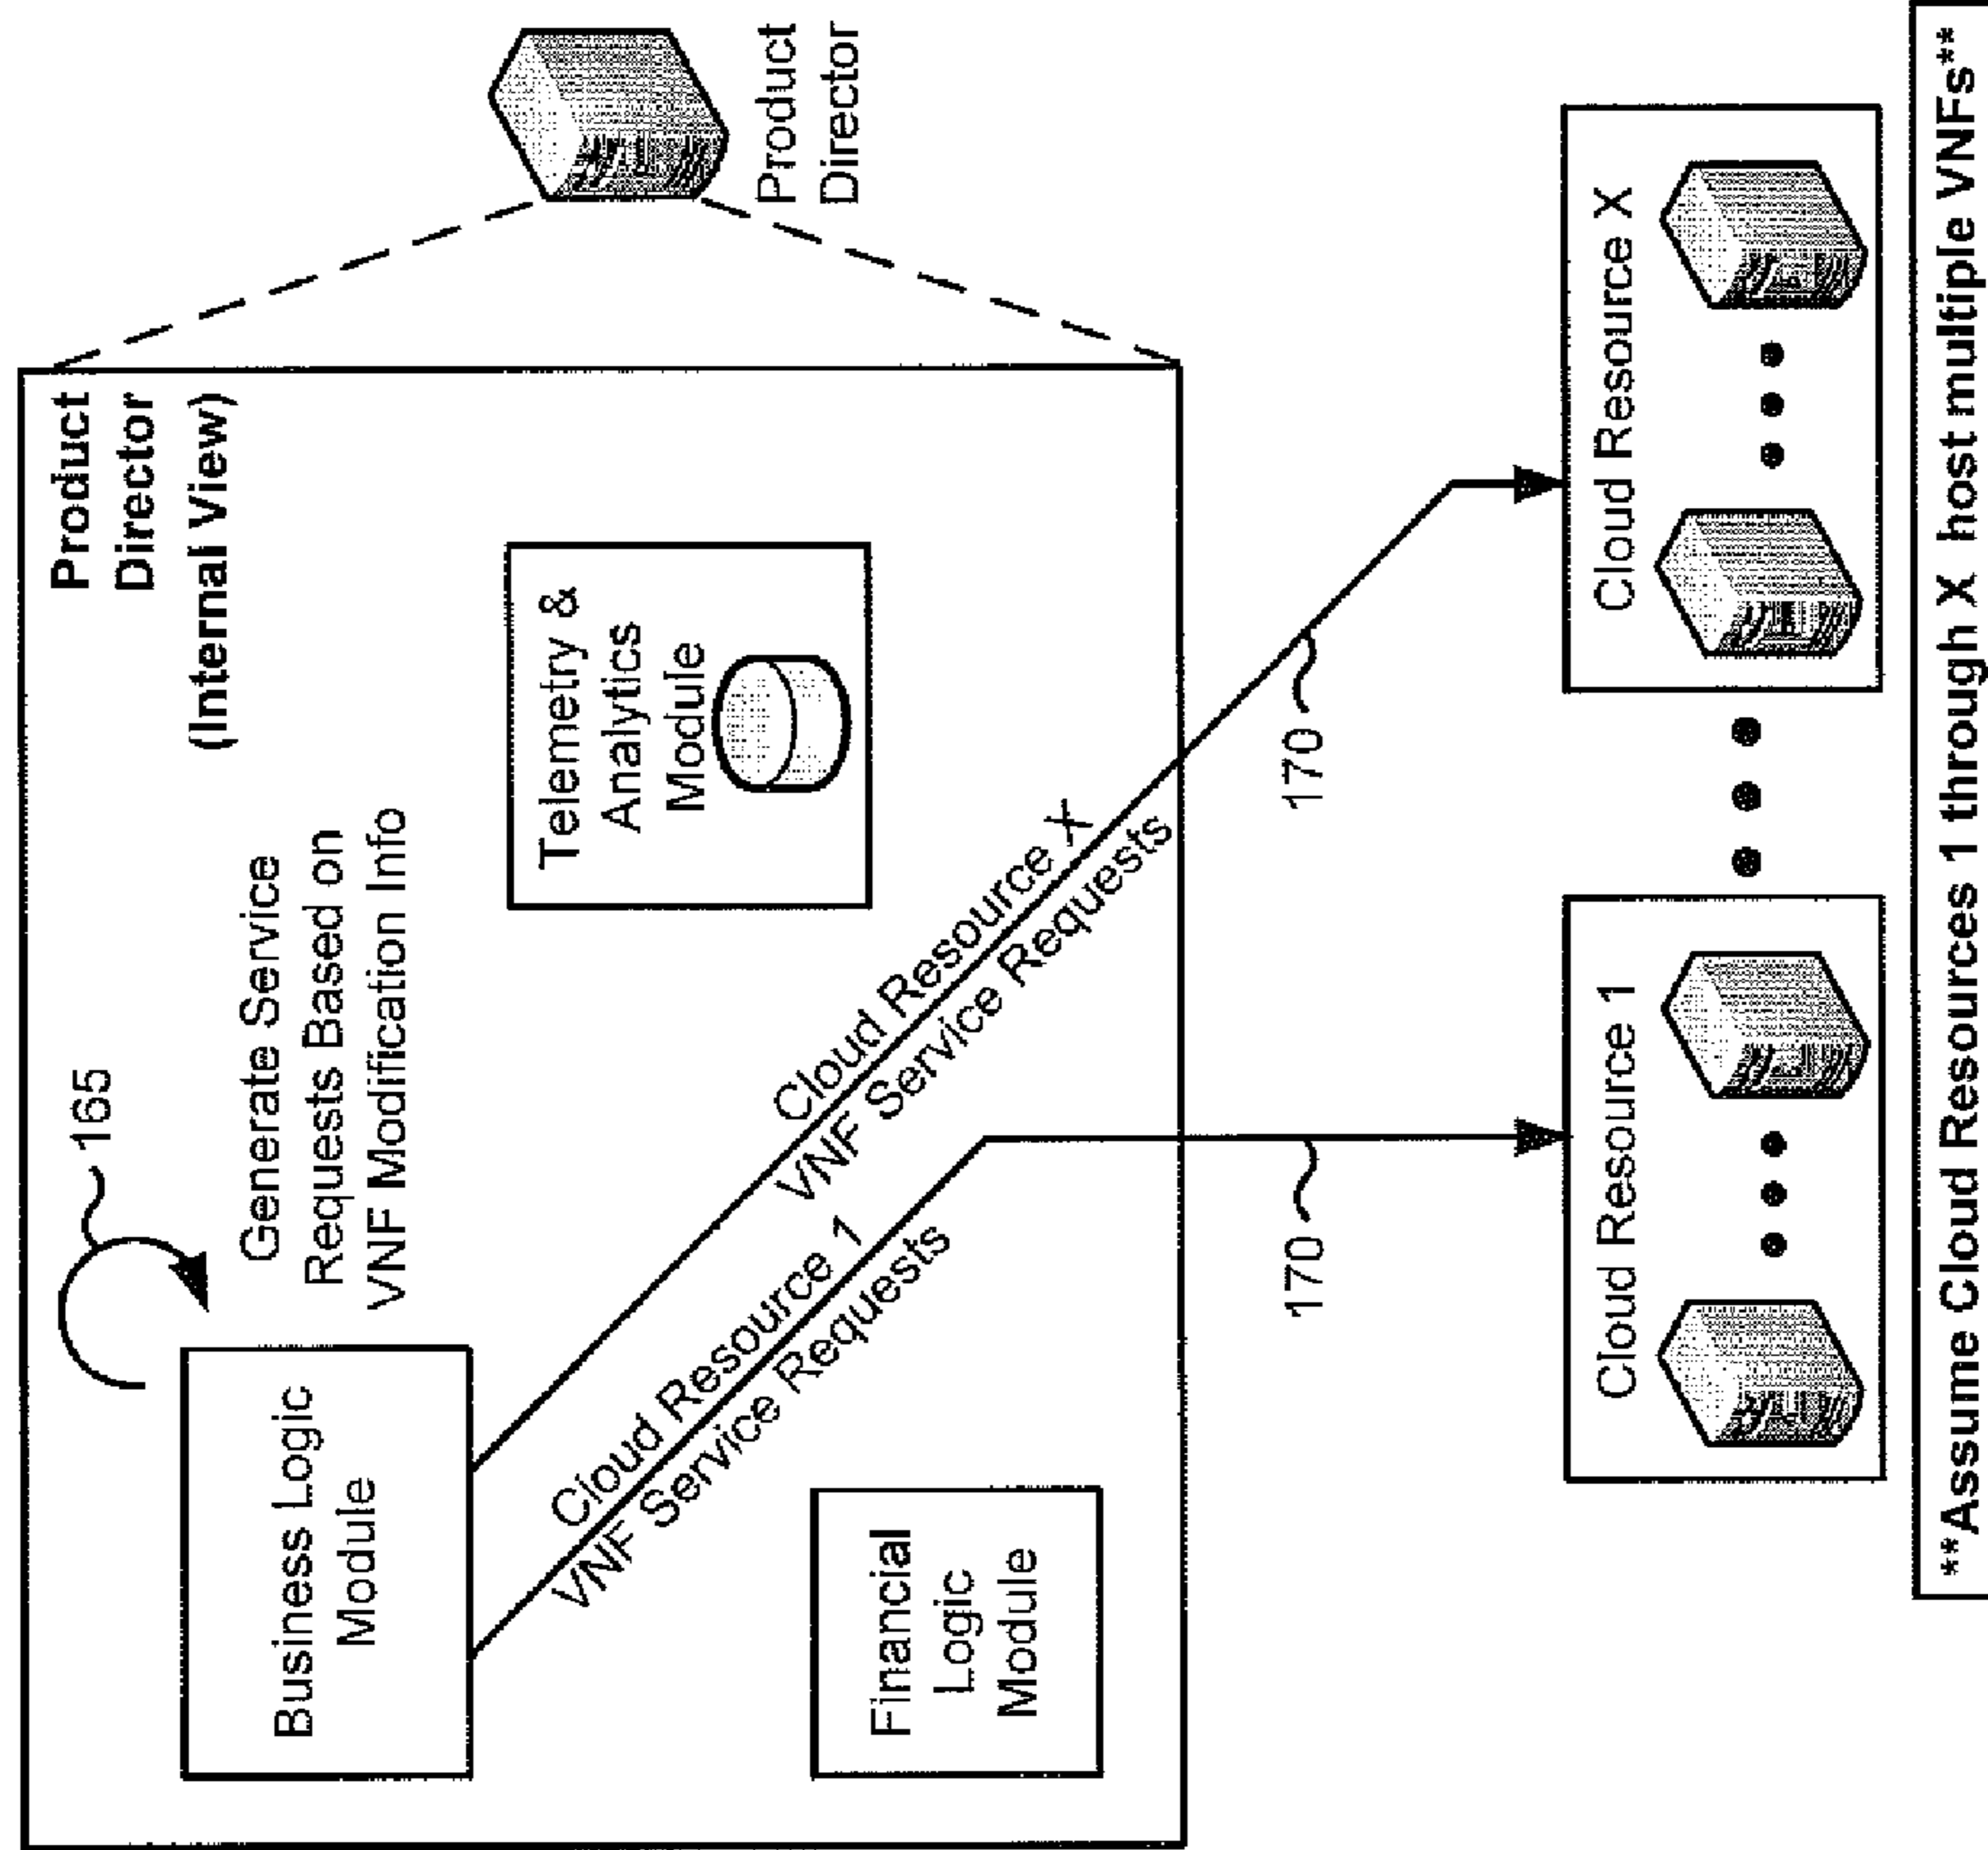 Product
Director
(Internal View)
165
Generate Service
Requests Based on
VNF Modification Info
Business Logic
Module
Telemetry &
Analytics
Module
Product
Director
Cloud Resource 1
VNF Service Requests
Cloud Resource X
VNF Service Requests
Financial
Logic
Module
170
170
Cloud Resource 1
Cloud Resource X
**Assume Cloud Resources 1 through X host multiple VNFs**